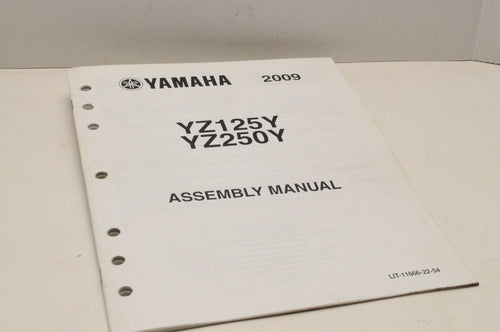 YAMAHA 2009
YZ125Y
YZ250Y
ASSEMBLY MANUAL
LIT-11666-22-54